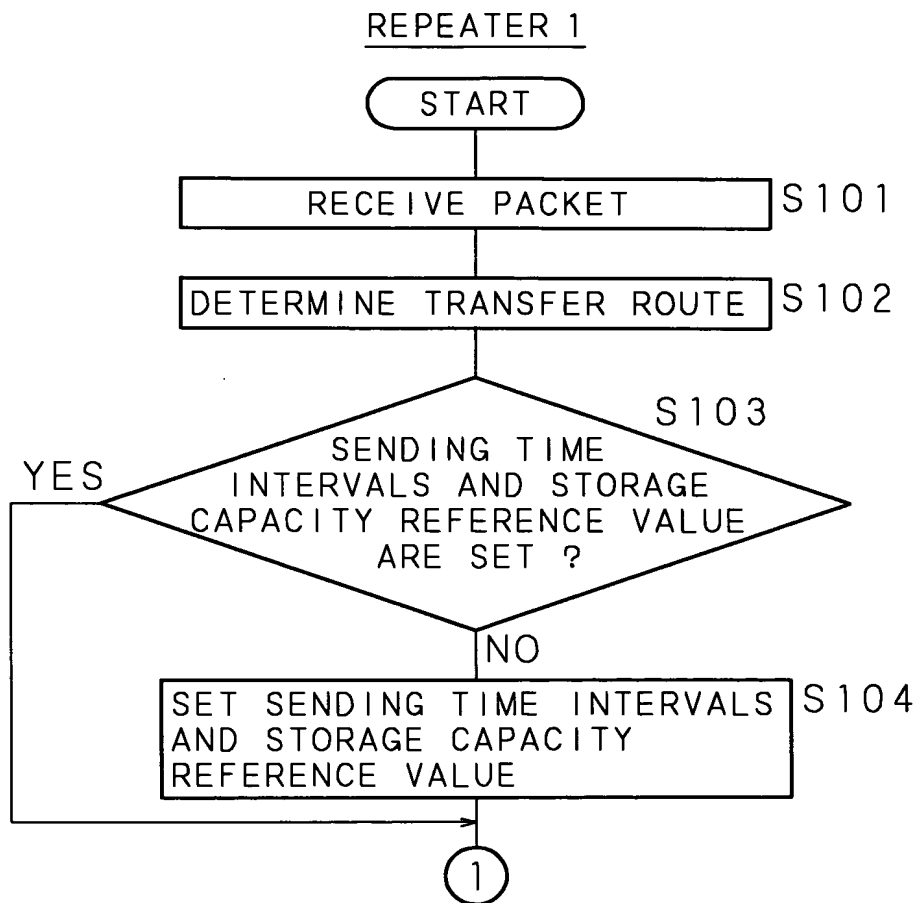 REPEATER 1
START
RECEIVE PACKET
S101
DETERMINE TRANSFER ROUTE
S102
S103
SENDING TIME
INTERVALS AND STORAGE
CAPACITY REFERENCE VALUE
ARE SET ?
YES
NO
SET SENDING TIME INTERVALS
AND STORAGE CAPACITY
REFERENCE VALUE
S104
1